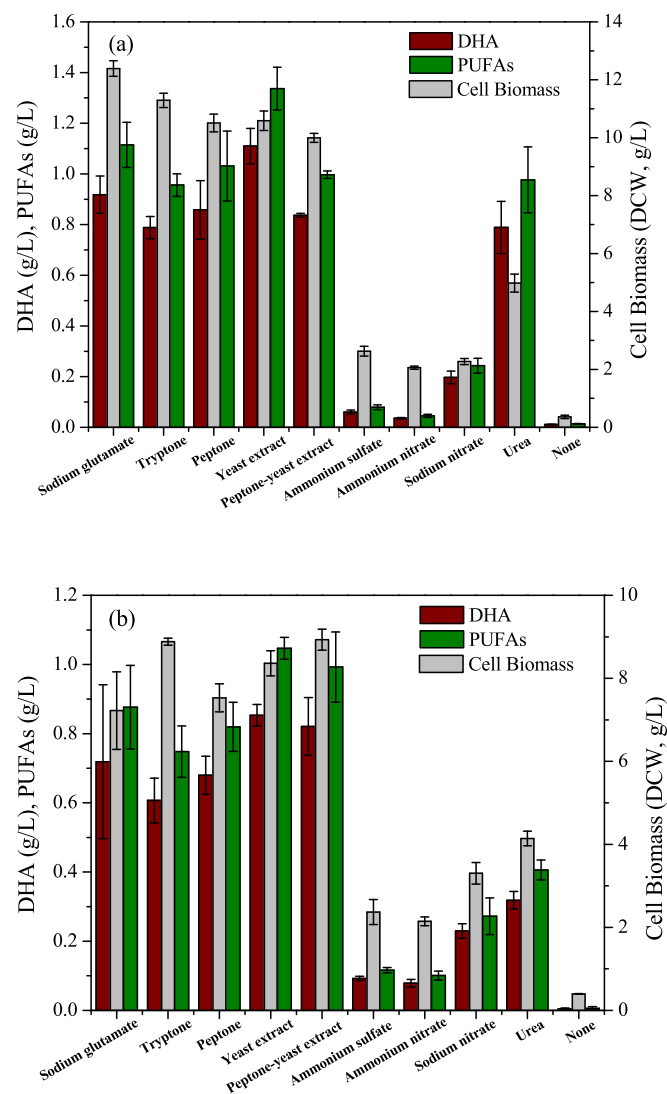 (a)
DHA
PUFAs
Cell Biomass
1.6
1.4
1.2
1.0
0.8
0.6
0.4
0.2
0.0
DHA (g/L), PUFAs (g/L)
14
12
10
8
6
4
2
0
Cell Biomass (DCW, g/L)
Sodium glutamate
Tryptone
Peptone
Yeast extract
Peptone-yeast extract
Ammonium sulfate
Ammonium nitrate
Sodium nitrate
Urea
None
(b)
DHA
PUFAs
Cell Biomass
1.2
1.0
0.8
0.6
0.4
0.2
0.0
DHA (g/L), PUFAs (g/L)
10
8
6
4
2
0
Cell Biomass (DCW, g/L)
Sodium glutamate
Tryptone
Peptone
Yeast extract
Peptone-yeast extract
Ammonium sulfate
Ammonium nitrate
Sodium nitrate
Urea
None